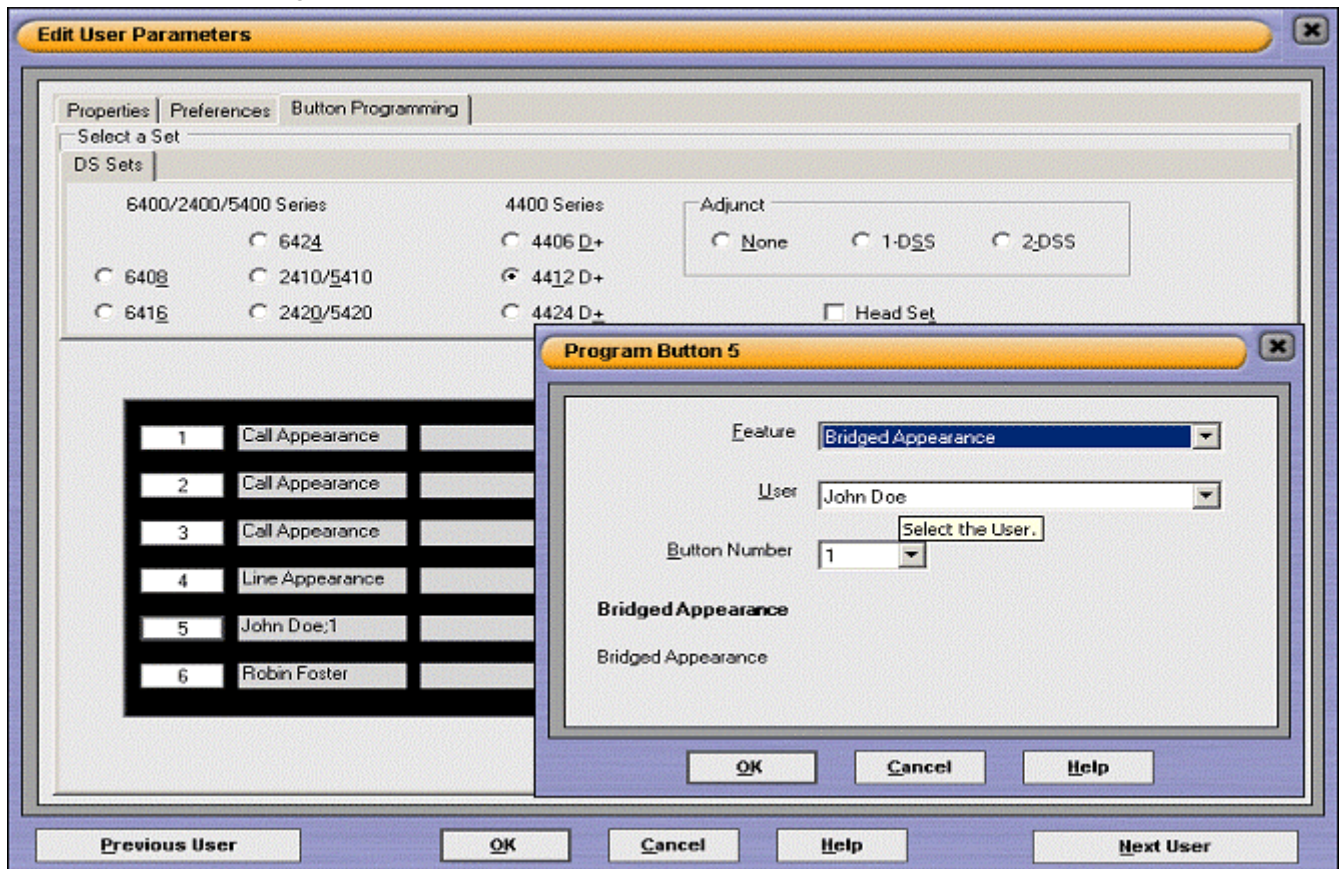 Edit User Parameters
Properties Preferences Button Programming
Select a Set
DS Sets
6400/2400/5400 Series 4400 Series Adjunct
6424 4406 D+ None 1-DSS 2-DSS
6408 2410/5410 4412 D+
6416 2420/5420 4424 D+ Head Set
Program Button 5
Feature Bridged Appearance
User John Doe
Select the User.
Button Number 1
Bridged Appearance
Bridged Appearance
OK Cancel Help
1 Call Appearance
2 Call Appearance
3 Call Appearance
4 Line Appearance
5 John Doe;1
6 Robin Foster
Previous User OK Cancel Help Next User